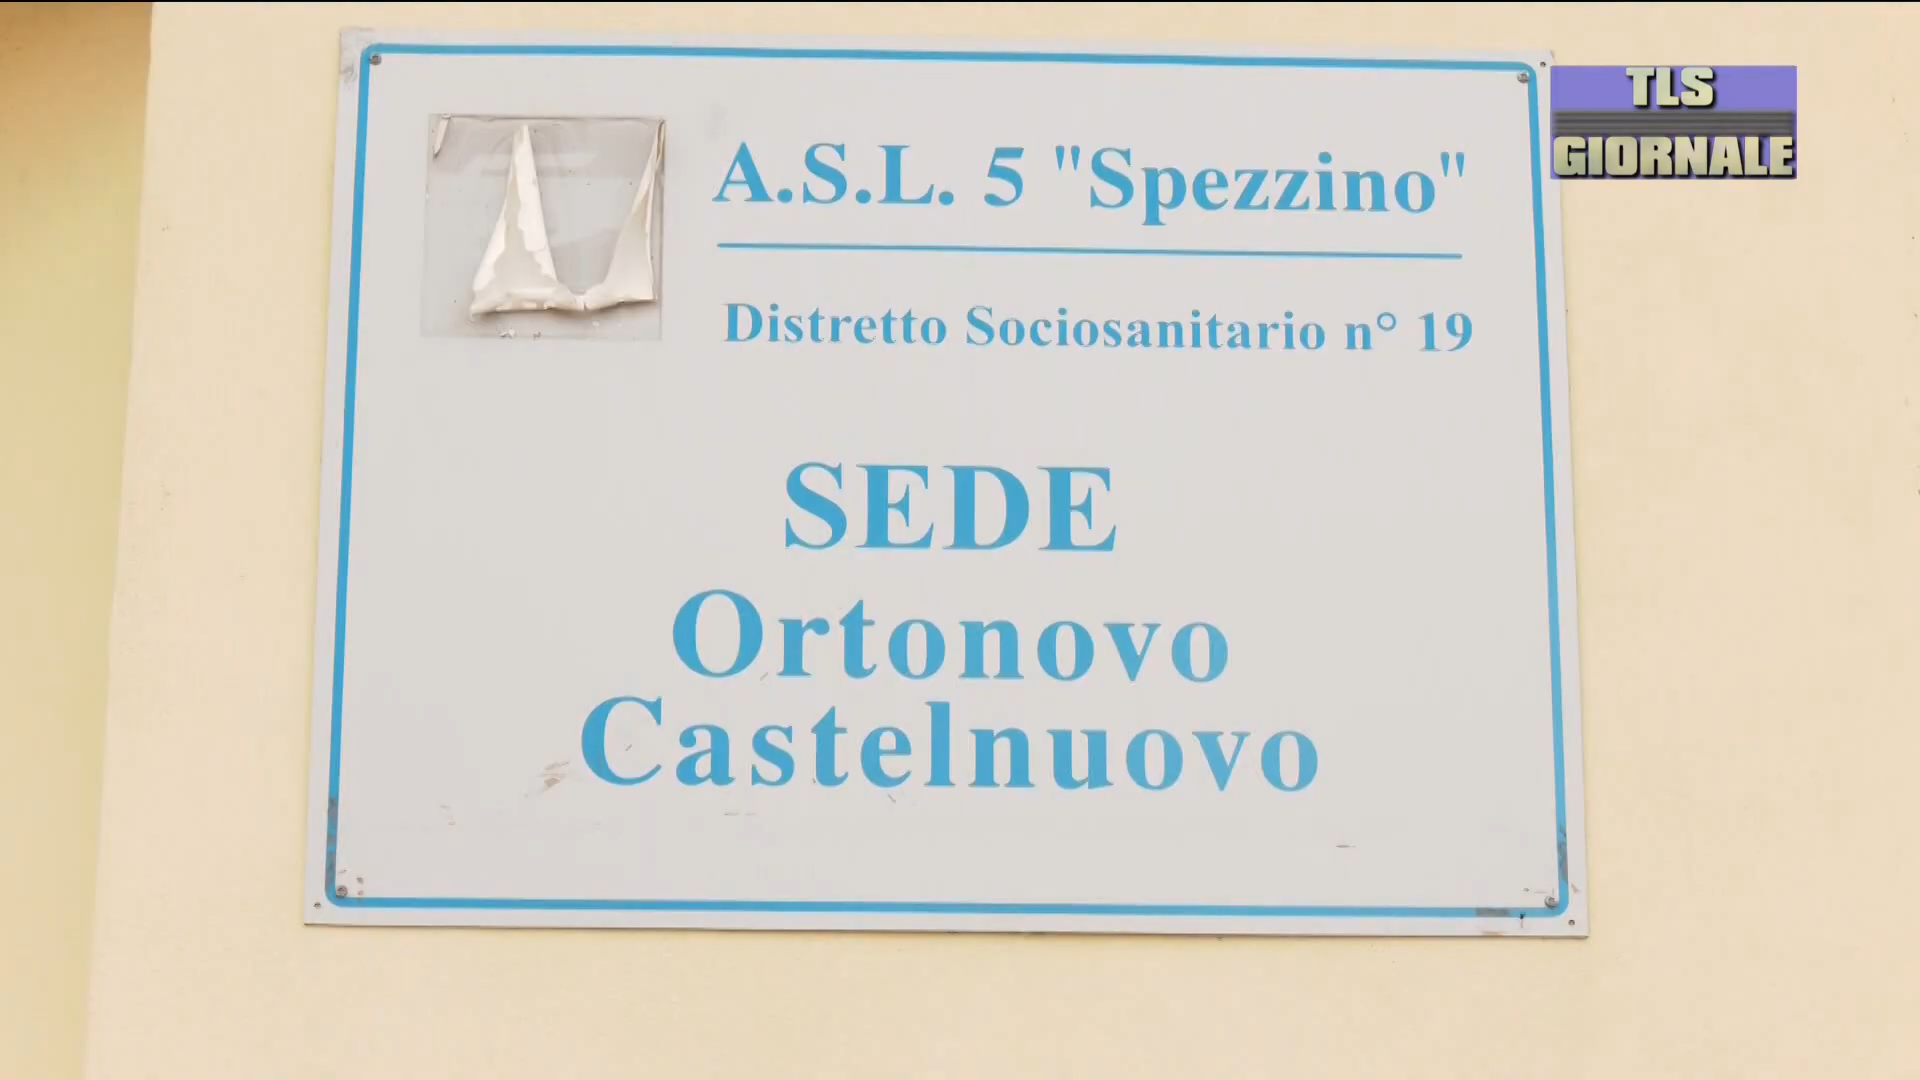 A.S.L. 5 "Spezzino"
Distretto Sociosanitario n° 19
SEDE
Ortonovo
Castelnuovo
TLS
GIORNALE